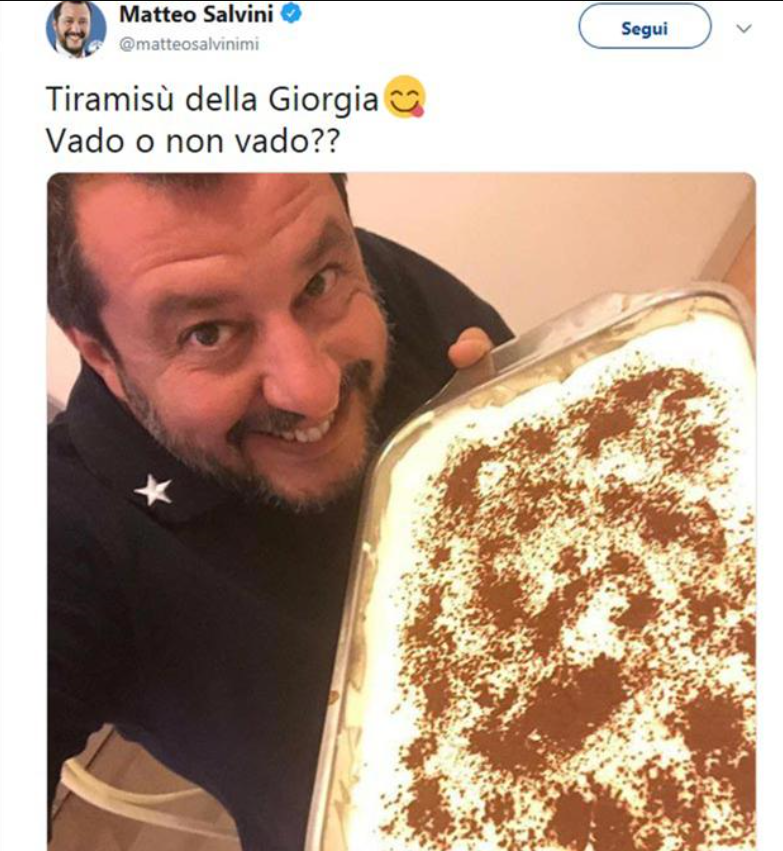 Matteo Salvini
Segui
@matteosalvinimi
Tiramisù della Giorgia😋
Vado o non vado??